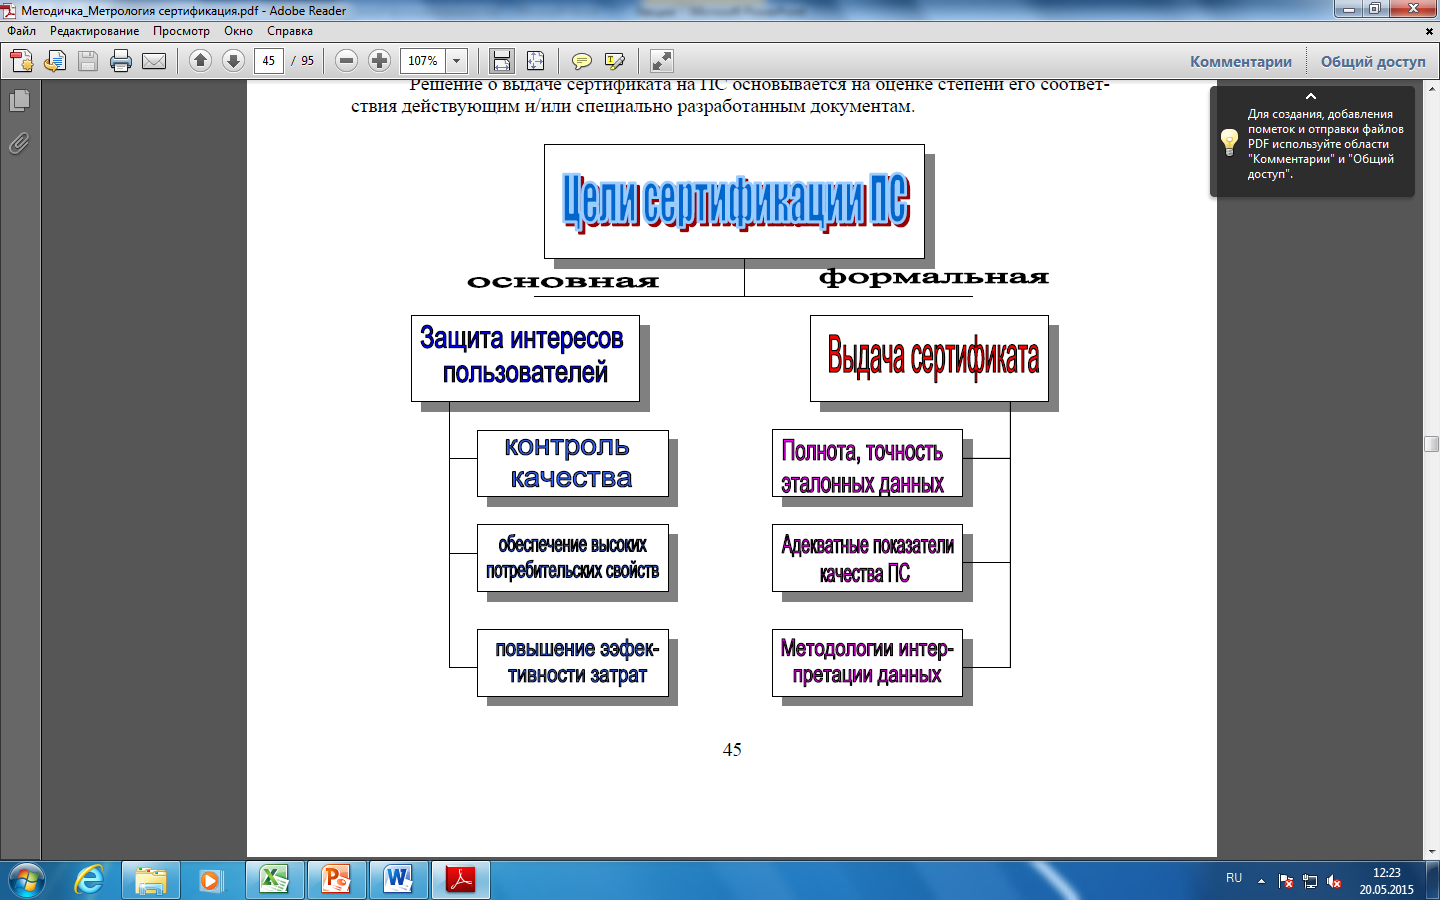 Методичка_Метрология сертификация.pdf - Adobe Reader
Файл Редактирование Просмотр Окно Справка
45 / 95 107% Комментарии Общий доступ
Решение о выдаче сертификата на ПС основывается на оценке степени его соответ-
ствия действующим и/или специально разработанным документам.
Для создания, добавления
пометок и отправки файлов
PDF используйте области
"Комментарии" и "Общий
доступ".
Цели сертификации ПС
основная
формальная
Защита интересов
пользователей
Выдача сертификата
контроль
качества
Полнота, точность
эталонных данных
обеспечение высоких
потребительских свойств
Адекватные показатели
качества ПС
повышение ээфек-
тивности затрат
Методологии интер-
претации данных
45
RU
12:23
20.05.2015